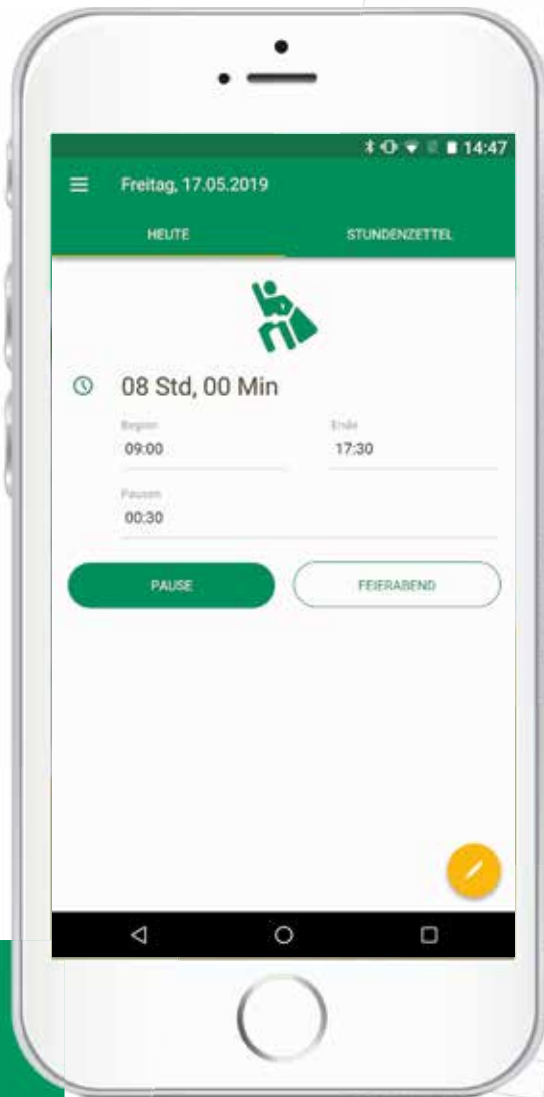 14:47
Freitag, 17.05.2019
HEUTE STUNDENZETTEL
08 Std, 00 Min
Beginn Ende
09:00 17:30
Pausen
00:30
PAUSE FEIERABEND